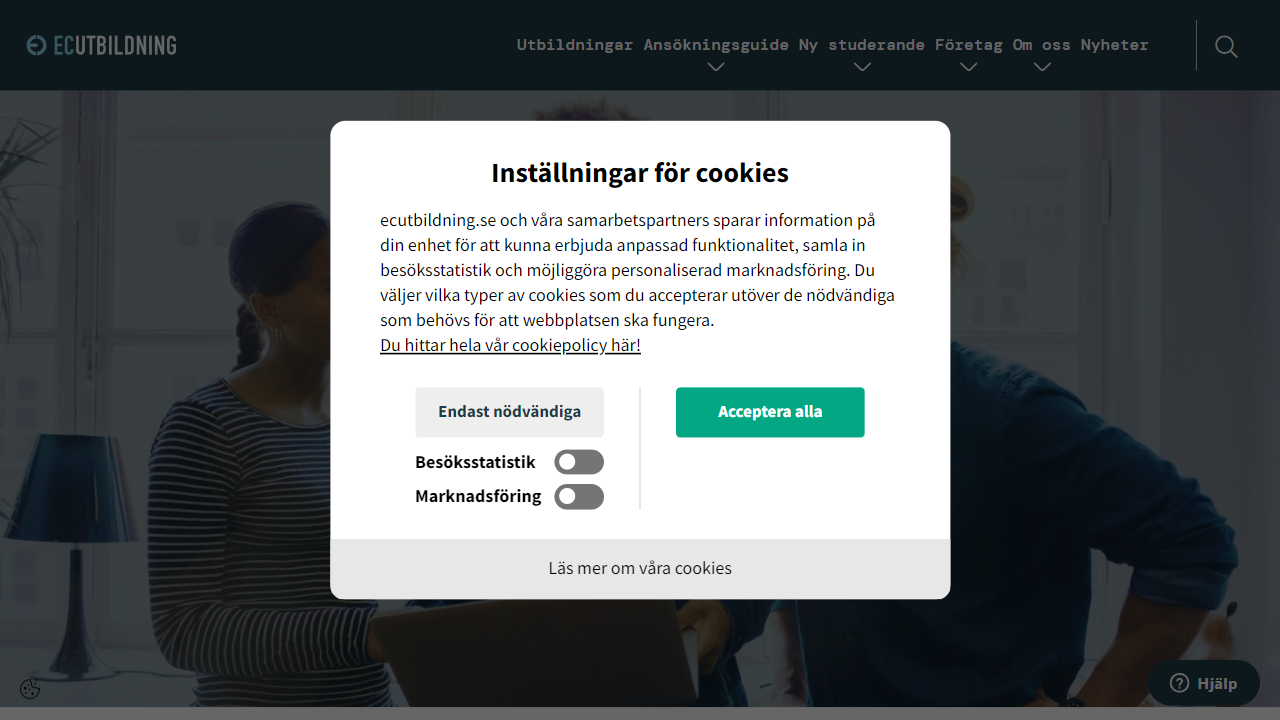 ECUTBILDNING
Utbildningar Ansökningsguide Ny studerande Företag Om oss Nyheter
Inställningar för cookies
ecutbildning.se och våra samarbetspartners sparar information på
din enhet för att kunna erbjuda anpassad funktionalitet, samla in
besöksstatistik och möjliggöra personaliserad marknadsföring. Du
väljer vilka typer av cookies som du accepterar utöver de nödvändiga
som behövs för att webbplatsen ska fungera.
Du hittar hela vår cookiepolicy här!
Endast nödvändiga
Acceptera alla
Besöksstatistik
Marknadsföring
Läs mer om våra cookies
Hjälp